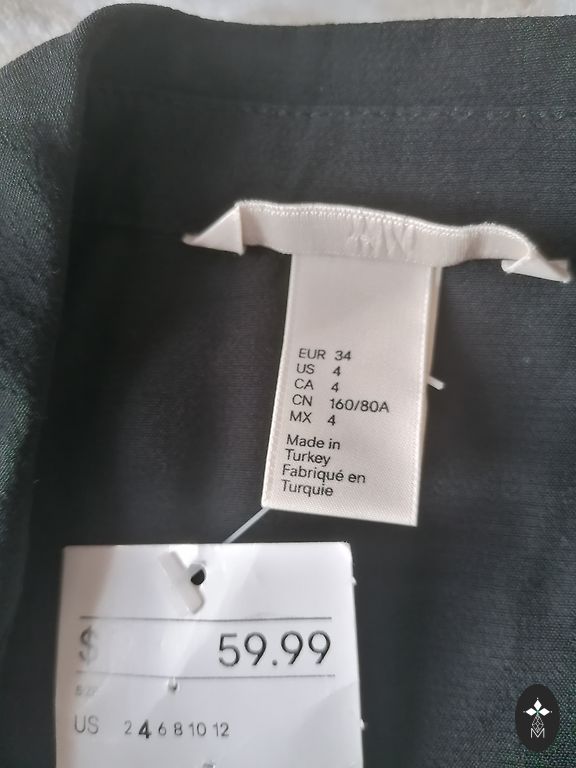 H&M
EUR 34
US 4
CA 4
CN 160/80A
MX 4
Made in
Turkey
Fabriqué en
Turquie
$ 59.99
SIZE
US 2 4 6 8 10 12
M